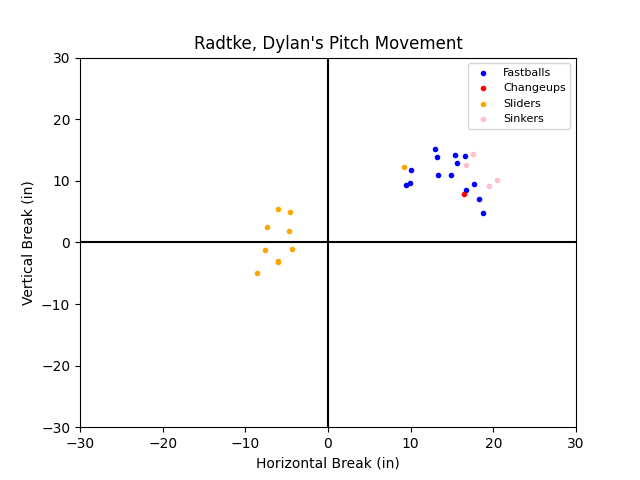 Radtke, Dylan's Pitch Movement
Fastballs
Changeups
Sliders
Sinkers
30
20
10
0
−10
−20
−30
Vertical Break (in)
−30
−20
−10
0
10
20
30
Horizontal Break (in)